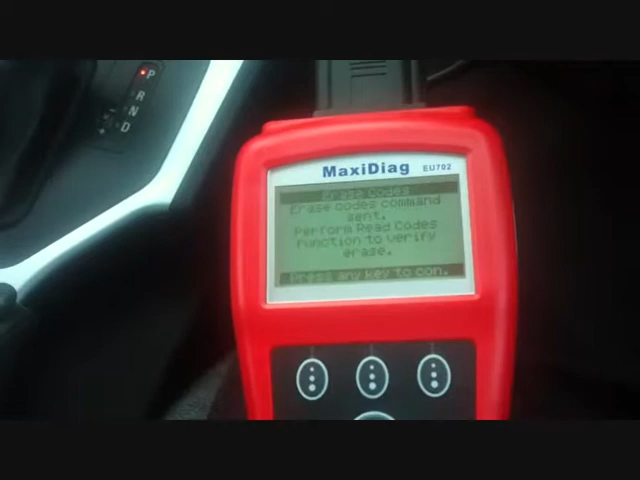 P
R
N
D
MaxiDiag EU702
Erase Codes
Erase codes command
sent.
Perform Read Codes
function to verify
erase.
Press any key to con.